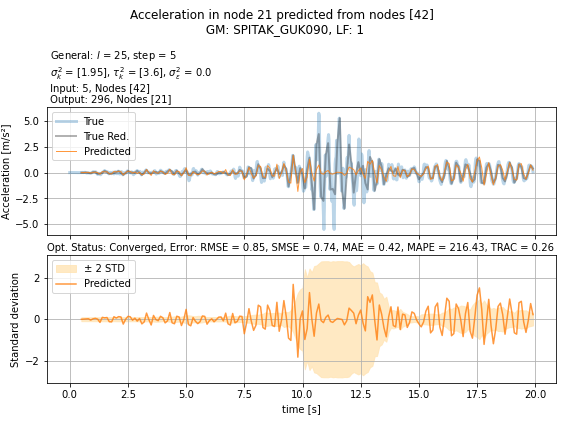 Acceleration in node 21 predicted from nodes [42]
GM: SPITAK_GUK090, LF: 1
General: l = 25, step = 5
σ²ₖ = [1.95], τ²ₖ = [3.6], σ²ε = 0.0
Input: 5, Nodes [42]
Output: 296, Nodes [21]
True
True Red.
Predicted
Acceleration [m/s²]
5.0
2.5
0.0
−2.5
−5.0
Opt. Status: Converged, Error: RMSE = 0.85, SMSE = 0.74, MAE = 0.42, MAPE = 216.43, TRAC = 0.26
± 2 STD
Predicted
Standard deviation
2
0
−2
0.0 2.5 5.0 7.5 10.0 12.5 15.0 17.5 20.0
time [s]